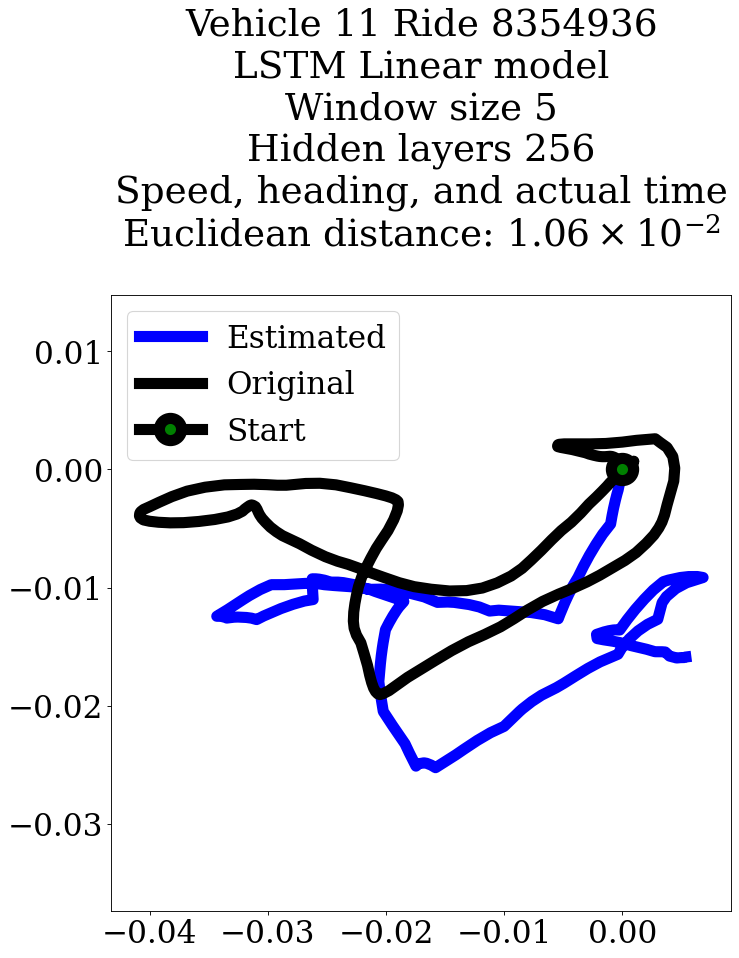 Vehicle 11 Ride 8354936
LSTM Linear model
Window size 5
Hidden layers 256
Speed, heading, and actual time
Euclidean distance: 1.06 × 10⁻²
Estimated
Original
Start
0.01
0.00
−0.01
−0.02
−0.03
−0.04 −0.03 −0.02 −0.01 0.00